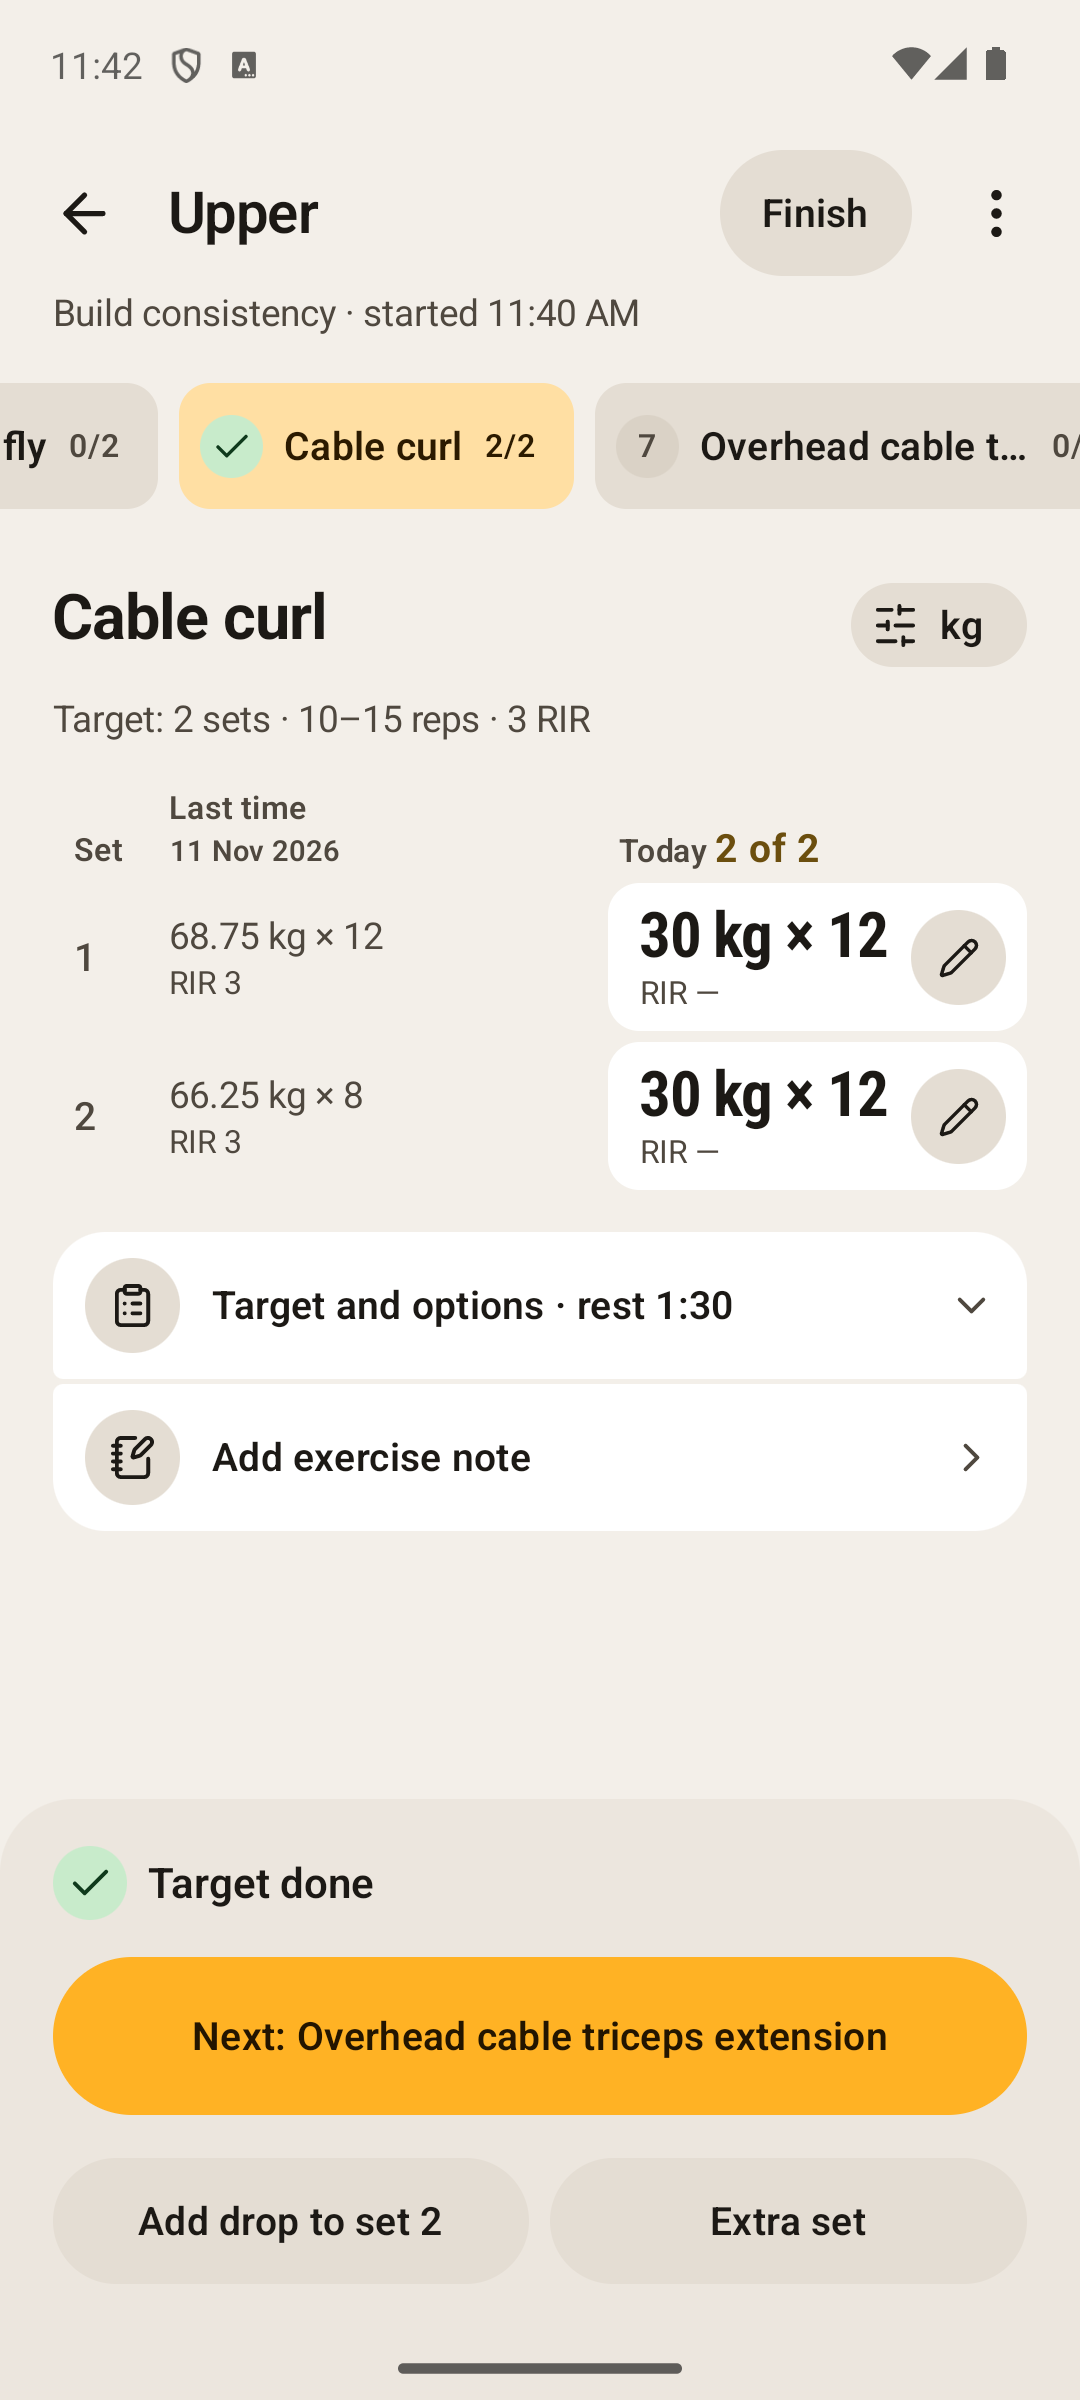 11:42
Upper
Finish
Build consistency · started 11:40 AM
fly 0/2
Cable curl 2/2
7 Overhead cable t... 0/
Cable curl
kg
Target: 2 sets · 10–15 reps · 3 RIR
Last time
Set 11 Nov 2026 Today 2 of 2
1 68.75 kg × 12 30 kg × 12
RIR 3 RIR —
2 66.25 kg × 8 30 kg × 12
RIR 3 RIR —
Target and options · rest 1:30
Add exercise note
Target done
Next: Overhead cable triceps extension
Add drop to set 2
Extra set